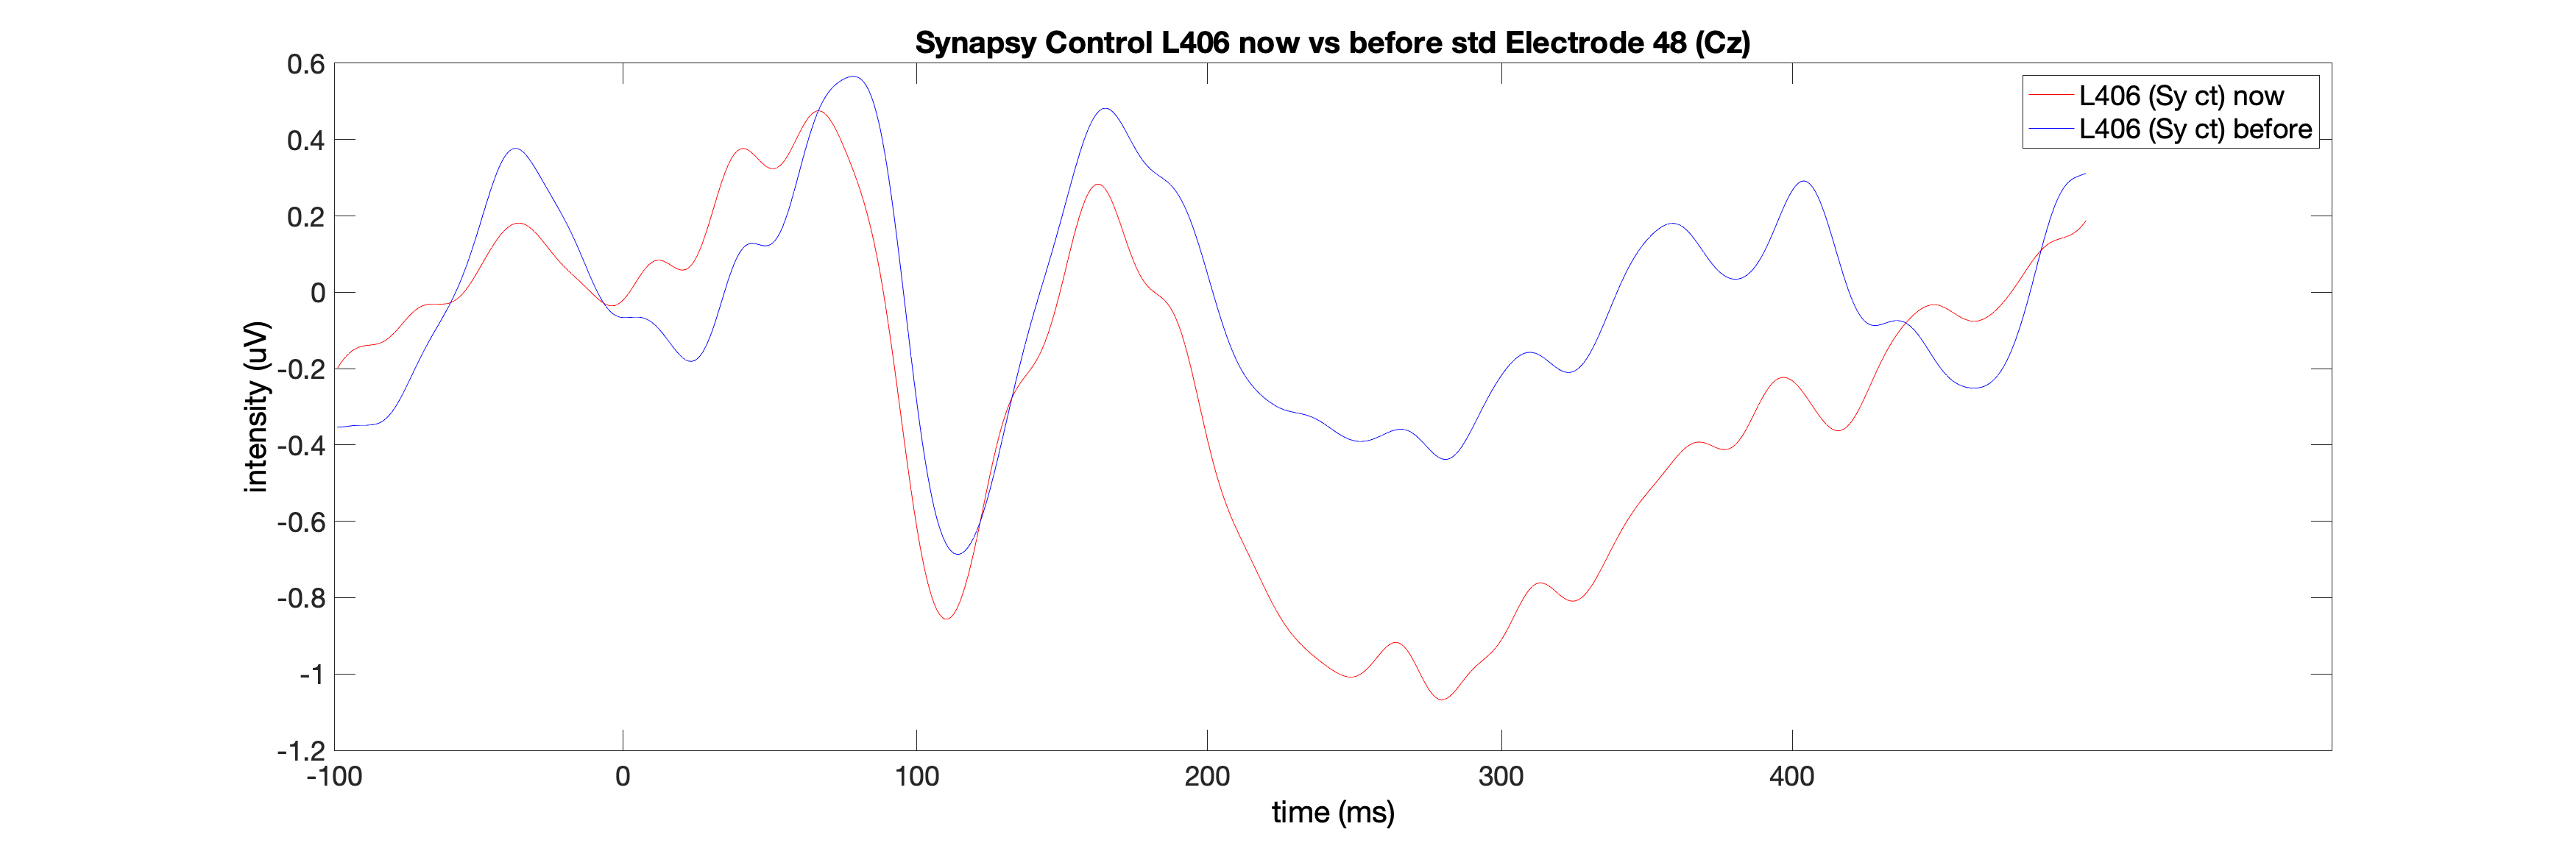 Synapsy Control L406 now vs before std Electrode 48 (Cz)
0.6
0.4
0.2
0
-0.2
-0.4
-0.6
-0.8
-1
-1.2
intensity (uV)
L406 (Sy ct) now
L406 (Sy ct) before
-100 0 100 200 300 400
time (ms)